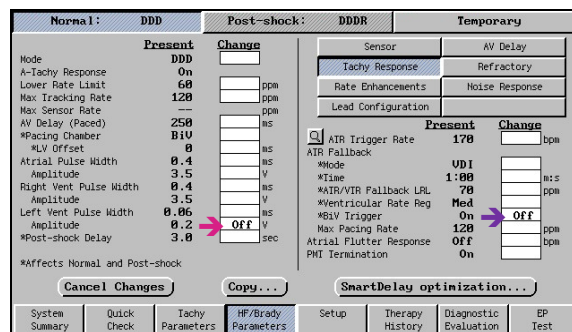 Normal: DDD
Post-shock: DDDR
Temporary
Present Change
Mode DDD
A-Tachy Response On
Lower Rate Limit 60 ppm
Max Tracking Rate 120 ppm
Max Sensor Rate -- ppm
AV Delay (Paced) 250 ms
*Pacing Chamber BiV
*LV Offset 0 ms
Atrial Pulse Width 0.4 ms
Amplitude 3.5 V
Right Vent Pulse Width 0.4 ms
Amplitude 3.5 V
Left Vent Pulse Width 0.06 ms
Amplitude 0.2 Off V
*Post-shock Delay 3.0 sec
*Affects Normal and Post-shock
Sensor
AV Delay
Tachy Response
Refractory
Rate Enhancements
Noise Response
Lead Configuration
Present Change
ATR Trigger Rate 170 bpm
ATR Fallback
*Mode VDI
*Time 1:00 m:s
*ATR/VTR Fallback LRL 70 ppm
*Ventricular Rate Reg Med
*BiV Trigger On Off
Max Pacing Rate 120 ppm
Atrial Flutter Response Off bpm
PMT Termination On
Cancel Changes
Copy...
SmartDelay optimization...
System Summary
Quick Check
Tachy Parameters
HF/Brady Parameters
Setup
Therapy History
Diagnostic Evaluation
EP Test